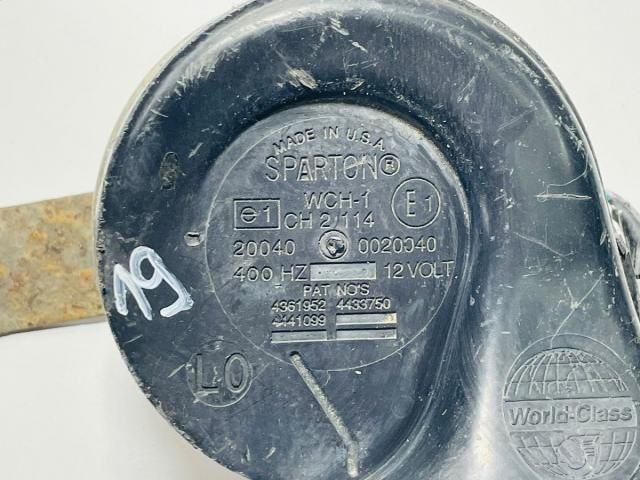 MADE IN U.S.A.
SPARTON®
WCH-1
e1
CH 2/114
E1
20040 0020040
400 HZ 12 VOLT
PAT NO'S
4361952 4433750
4441099
19
LO
World-Class